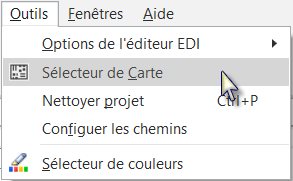 Outils Fenêtres Aide
Options de l'éditeur EDI
Sélecteur de Carte
Nettoyer projet Ctrl+P
Configuer les chemins
Sélecteur de couleurs